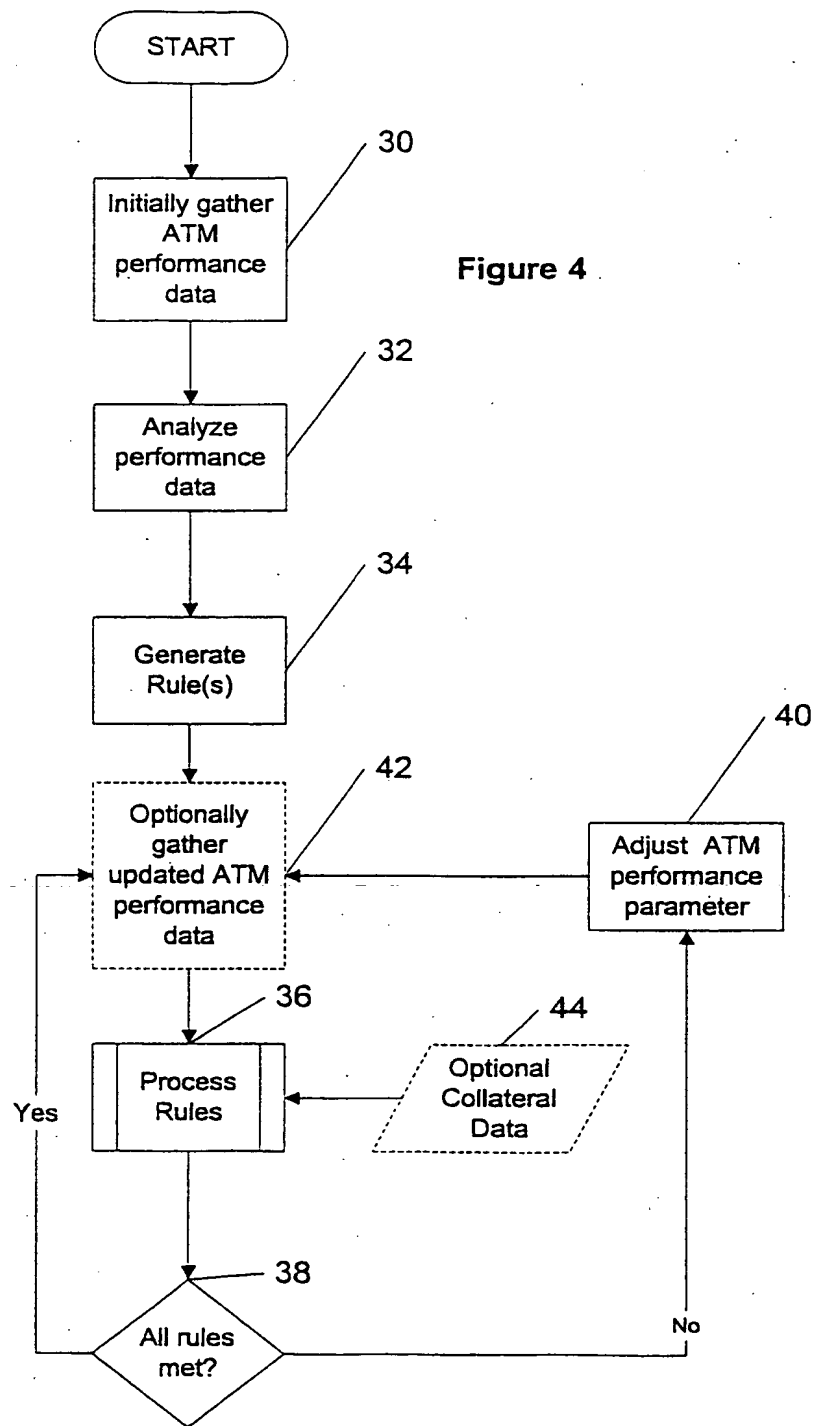 START
30
Initially gather
ATM
performance
data
Figure 4
32
Analyze
performance
data
34
Generate
Rule(s)
40
42
Optionally
gather
updated ATM
performance
data
Adjust ATM
performance
parameter
36
44
Process
Rules
Optional
Collateral
Data
Yes
38
All rules
met?
No